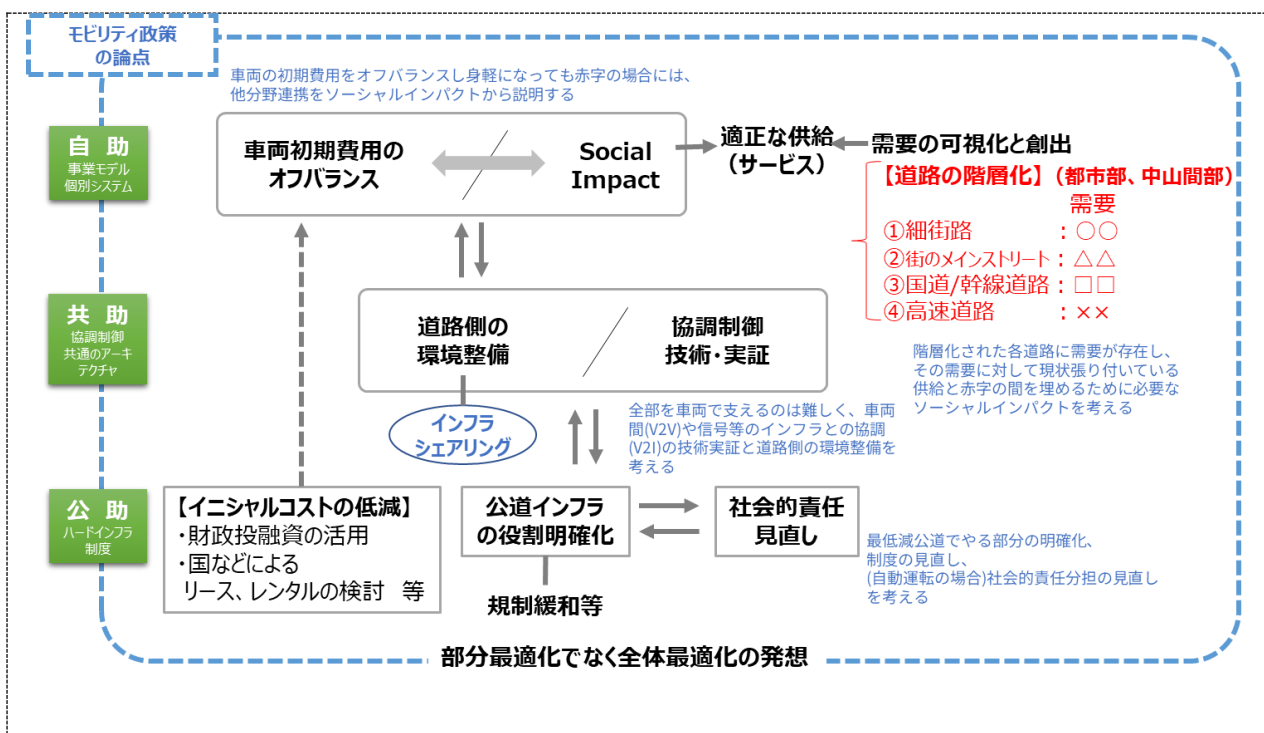 モビリティ政策
の論点
車両の初期費用をオフバランスし身軽になっても赤字の場合には、
他分野連携をソーシャルインパクトから説明する
自 助
事業モデル
個別システム
車両初期費用の
オフバランス
Social
Impact
適正な供給
(サービス)
需要の可視化と創出
【道路の階層化】(都市部、中山間部)
需要
①細街路 :○○
②街のメインストリート:△△
③国道/幹線道路:□□
④高速道路 :××
階層化された各道路に需要が存在し、
その需要に対して現状張り付いている
供給と赤字の間を埋めるために必要な
ソーシャルインパクトを考える
共 助
協調制御
共通のアーキ
テクチャ
道路側の
環境整備
協調制御
技術・実証
インフラ
シェアリング
全部を車両で支えるのは難しく、車両
間(V2V)や信号等のインフラとの協調
(V2I)の技術実証と道路側の環境整備を
考える
公 助
ハードインフラ
制度
【イニシャルコストの低減】
・財政投融資の活用
・国などによる
リース、レンタルの検討 等
公道インフラ
の役割明確化
規制緩和等
社会的責任
見直し
最低減公道でやる部分の明確化、
制度の見直し、
(自動運転の場合)社会的責任分担の見直し
を考える
部分最適化でなく全体最適化の発想